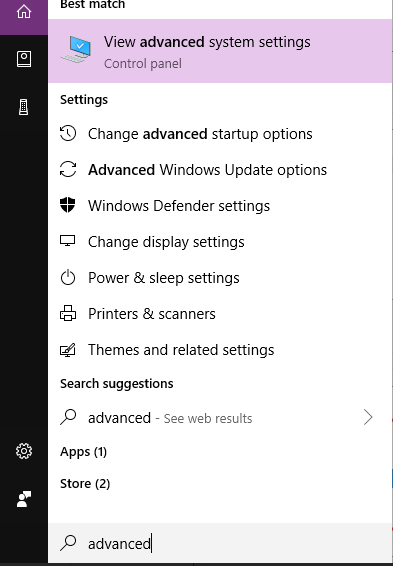 Best match
View advanced system settings
Control panel
Settings
Change advanced startup options
Advanced Windows Update options
Windows Defender settings
Change display settings
Power & sleep settings
Printers & scanners
Themes and related settings
Search suggestions
advanced - See web results
Apps (1)
Store (2)
advanced